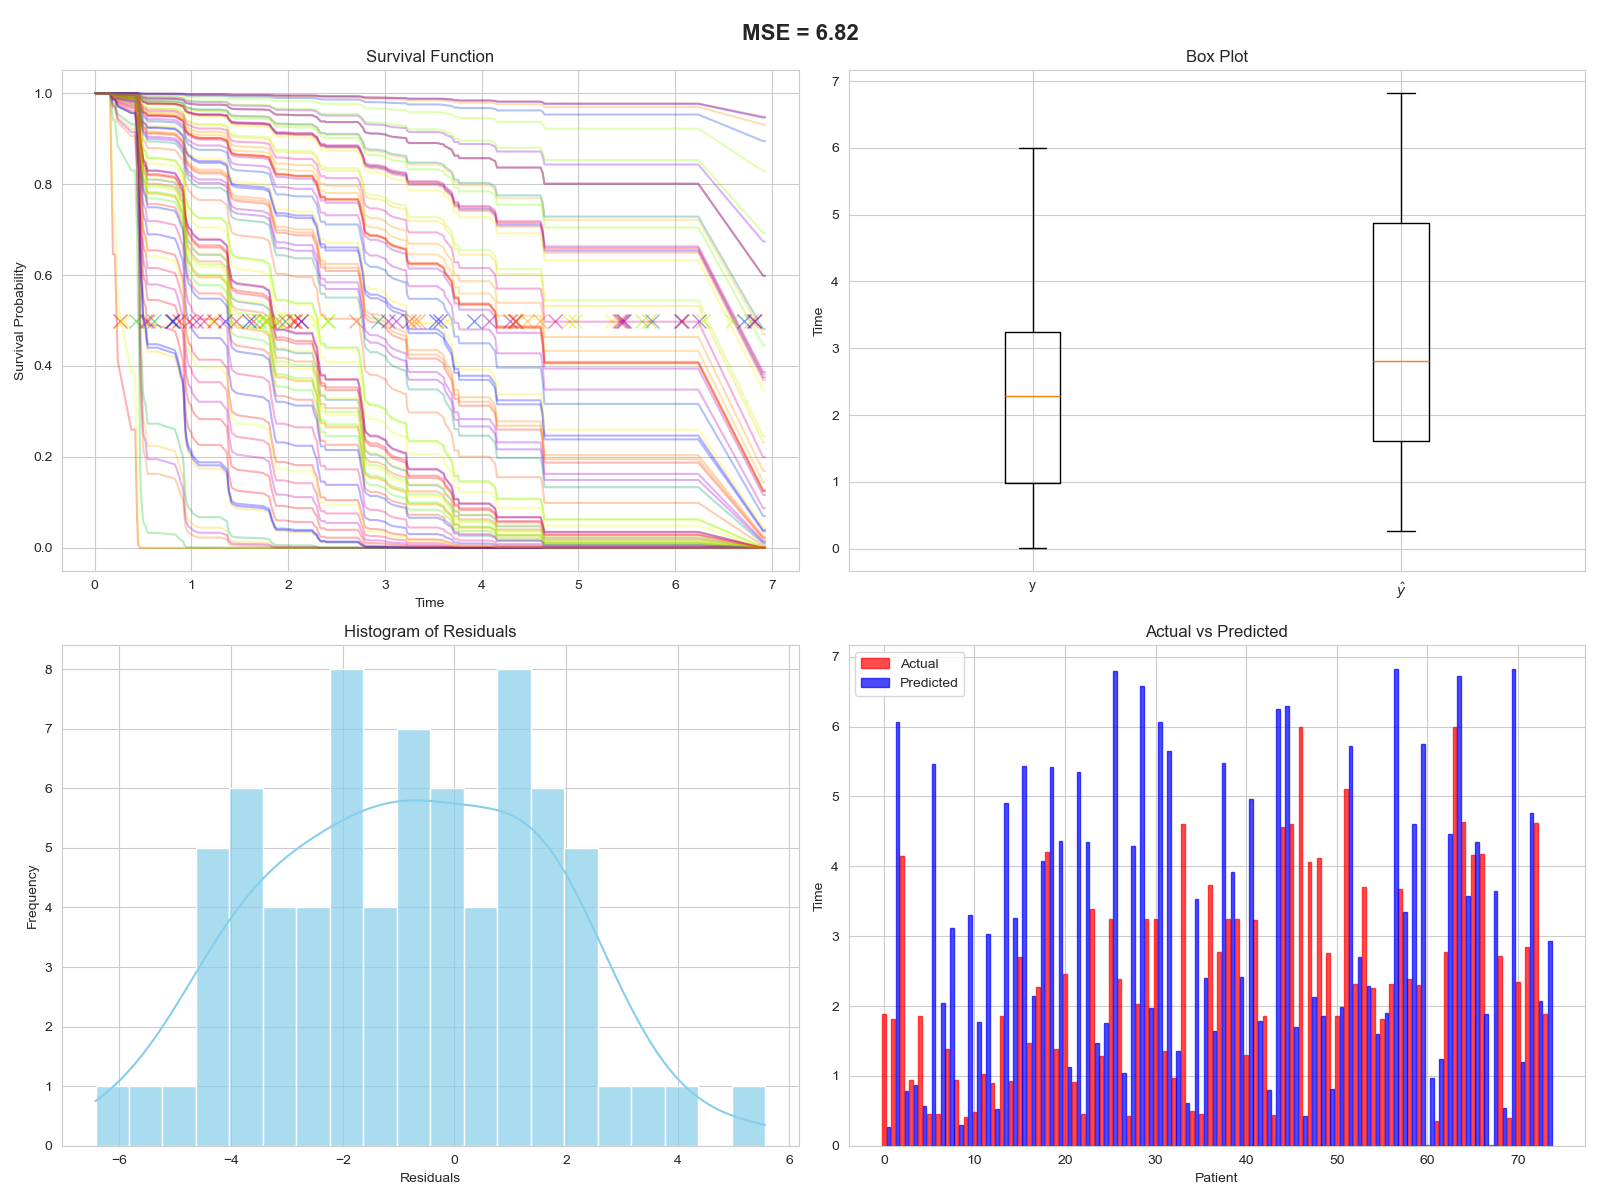 MSE = 6.82
Survival Function
Survival Probability
1.0
0.8
0.6
0.4
0.2
0.0
0 1 2 3 4 5 6 7
Time
Box Plot
Time
7
6
5
4
3
2
1
0
y ŷ
Histogram of Residuals
Frequency
8
7
6
5
4
3
2
1
0
−6 −4 −2 0 2 4 6
Residuals
Actual vs Predicted
Actual
Predicted
Time
7
6
5
4
3
2
1
0
0 10 20 30 40 50 60 70
Patient